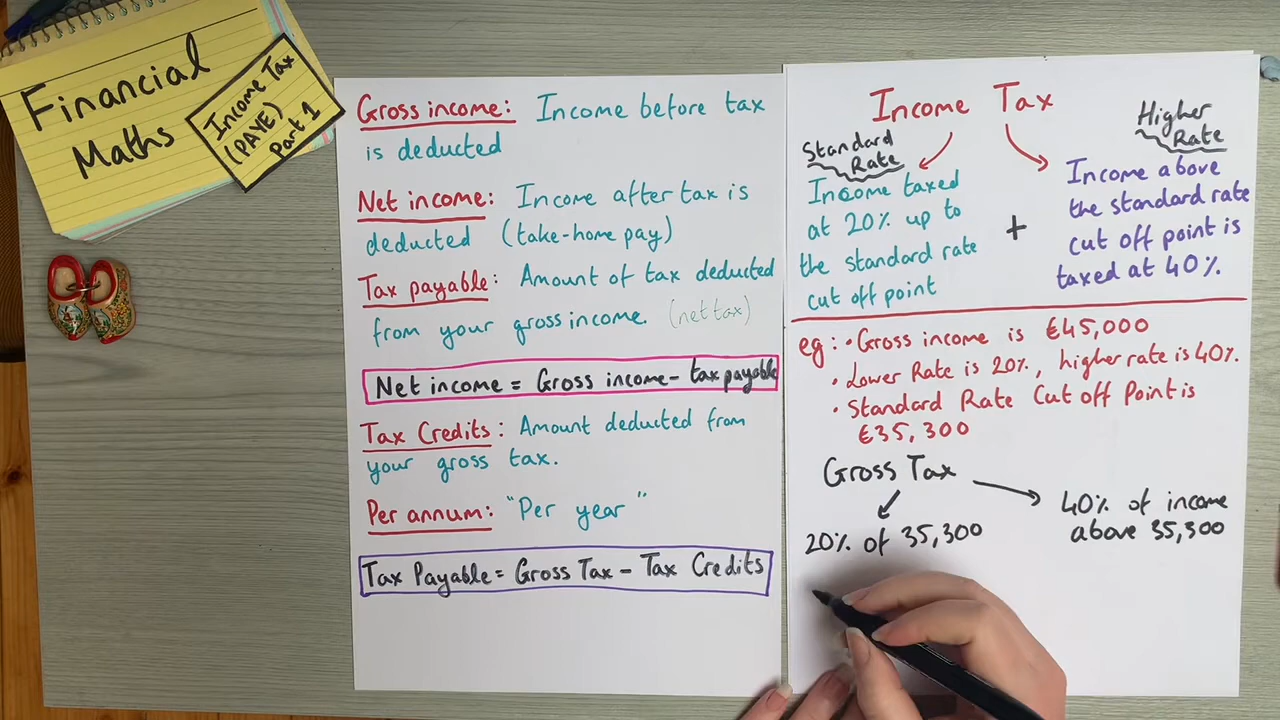 Financial
Maths
Income Tax
(PAYE)
Part 1
Gross income: Income before tax
is deducted
Net income: Income after tax is
deducted (take-home pay)
Tax payable: Amount of tax deducted
from your gross income. (net tax)
Net income = Gross income - tax payable
Tax Credits: Amount deducted from
your gross tax.
Per annum: "Per year"
Tax Payable = Gross Tax - Tax Credits
Income Tax
Standard
Rate
Income taxed
at 20% up to
the standard rate
cut off point
+
Higher
Rate
Income above
the standard rate
cut off point is
taxed at 40%.
eg: • Gross income is €45,000
• Lower Rate is 20%, higher rate is 40%.
• Standard Rate Cut off Point is
€35,300
Gross Tax
20% of 35,300
40% of income
above 35,300